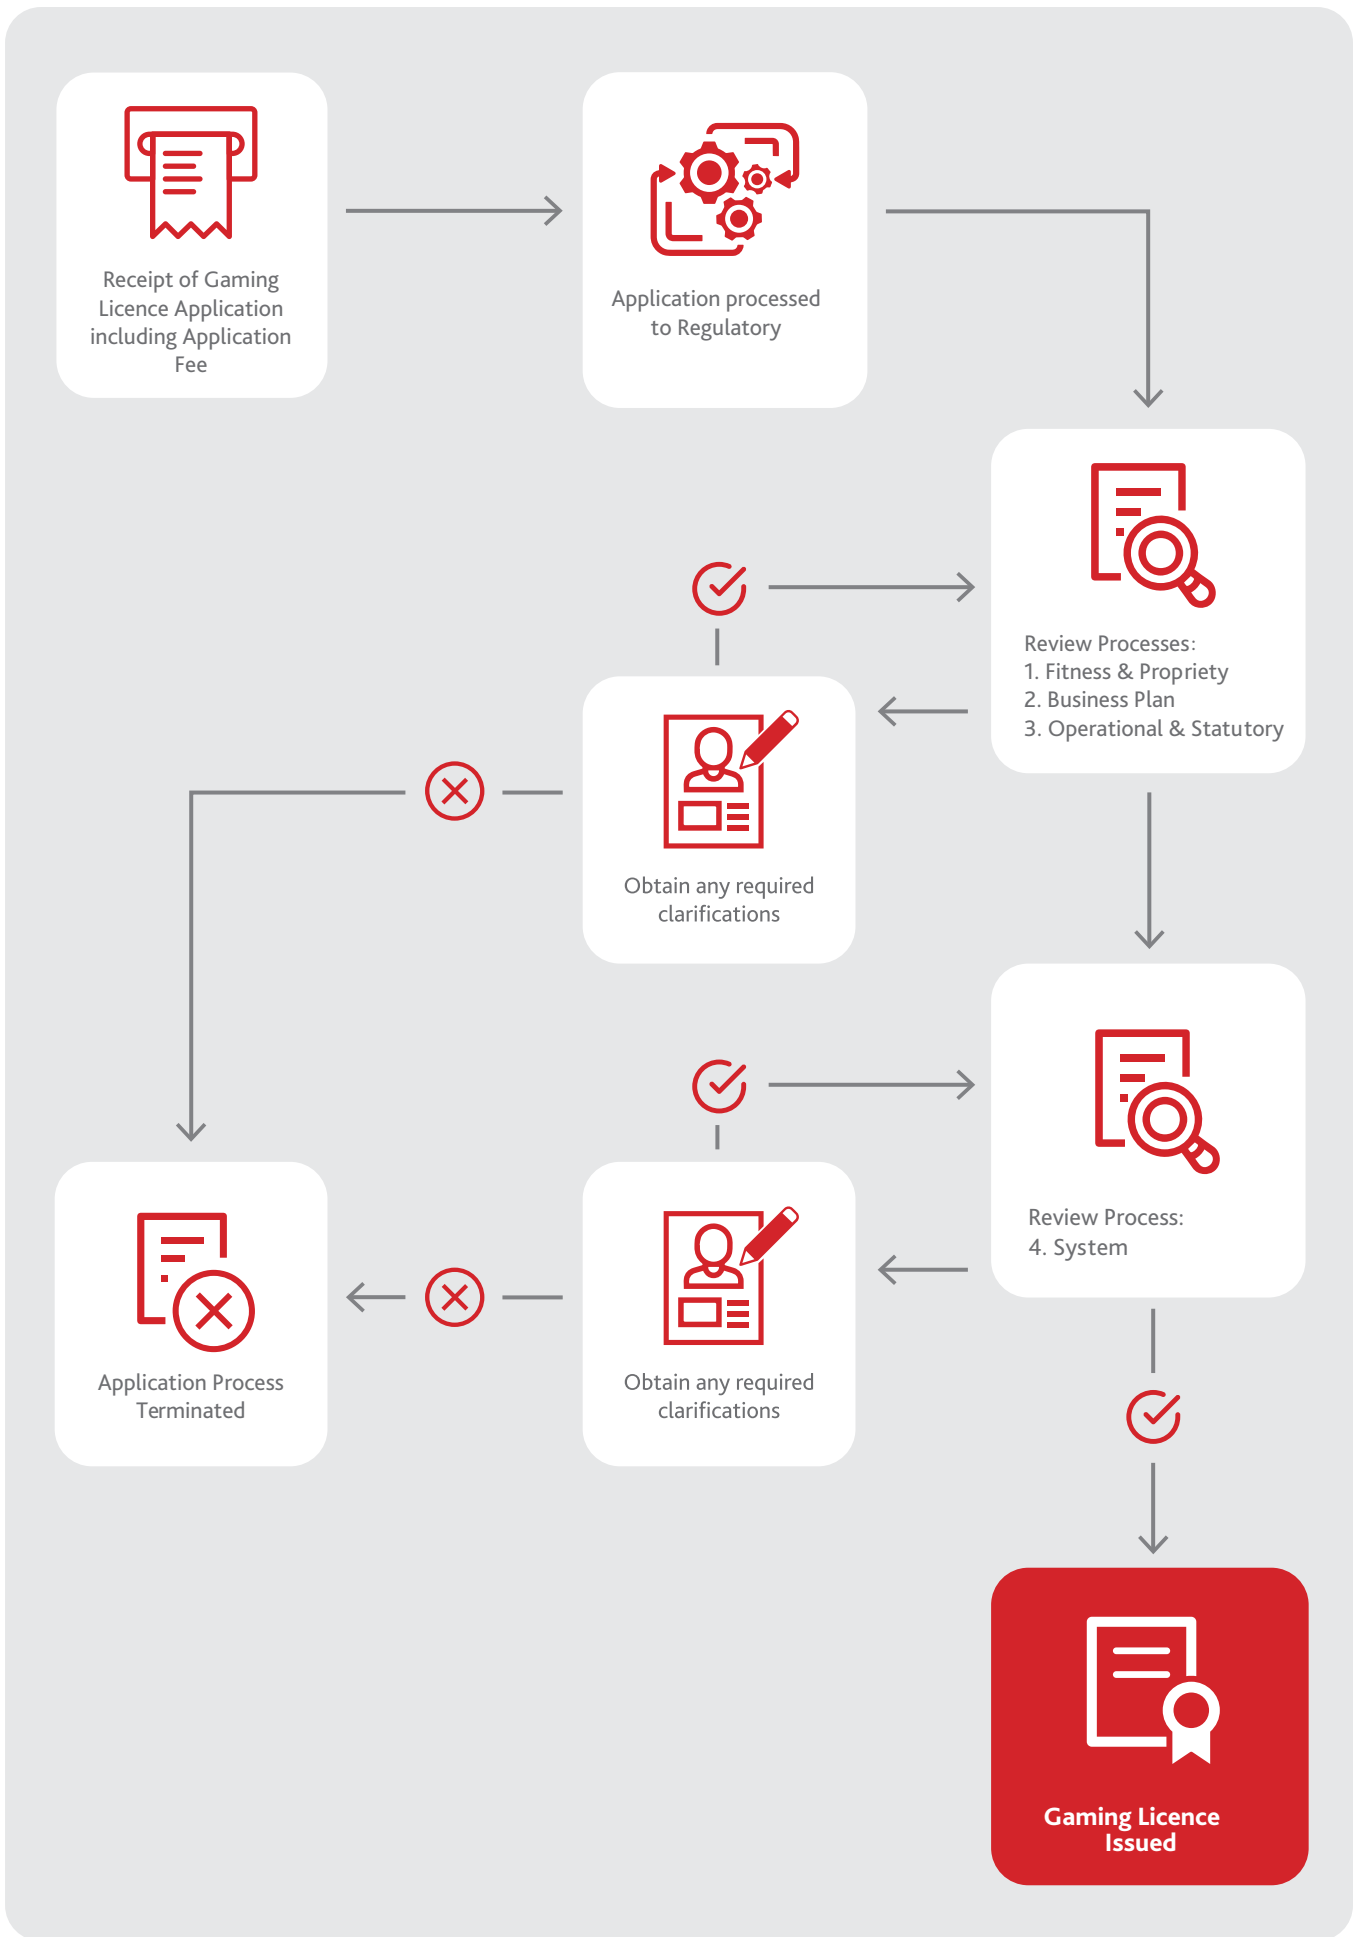 Receipt of Gaming
Licence Application
including Application
Fee
Application processed
to Regulatory
Review Processes:
1. Fitness & Propriety
2. Business Plan
3. Operational & Statutory
Obtain any required
clarifications
Review Process:
4. System
Application Process
Terminated
Obtain any required
clarifications
Gaming Licence
Issued